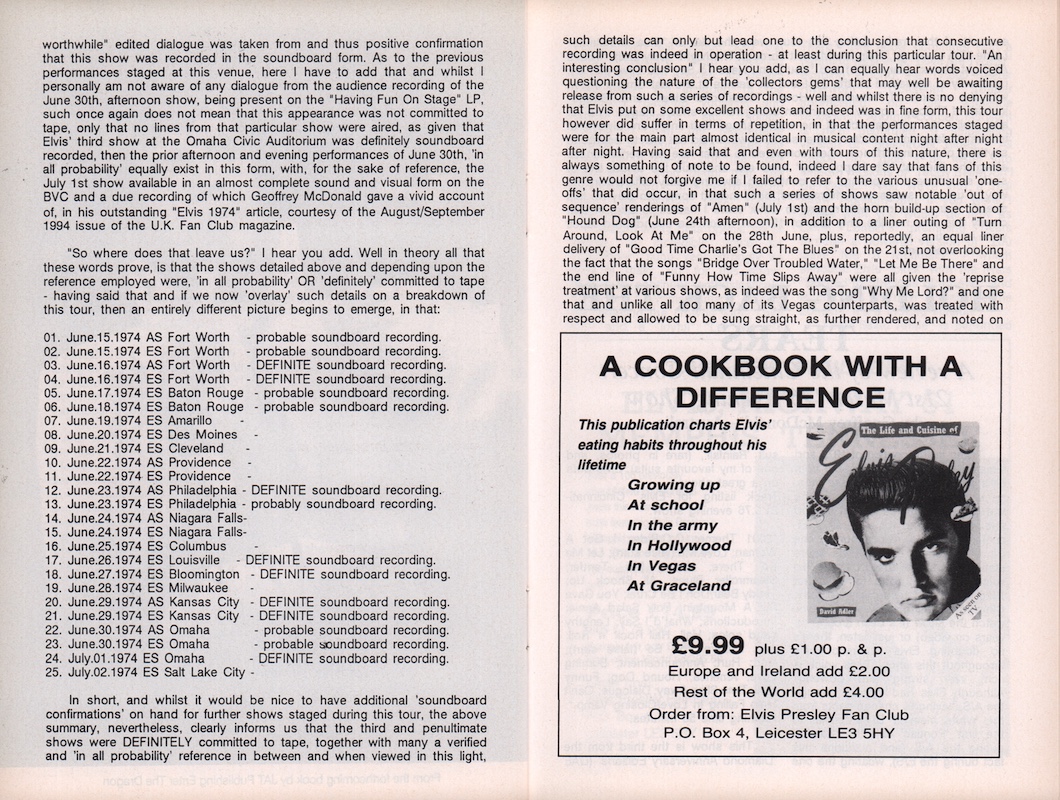 worthwhile" edited dialogue was taken from and thus positive confirmation
that this show was recorded in the soundboard form. As to the previous
performances staged at this venue, here I have to add that and whilst I
personally am not aware of any dialogue from the audience recording of the
June 30th, afternoon show, being present on the "Having Fun On Stage" LP,
such once again does not mean that this appearance was not committed to
tape, only that no lines from that particular show were aired, as given that
Elvis' third show at the Omaha Civic Auditorium was definitely soundboard
recorded, then the prior afternoon and evening performances of June 30th, 'in
all probability' equally exist in this form, with, for the sake of reference, the
July 1st show available in an almost complete sound and visual form on the
BVC and a due recording of which Geoffrey McDonald gave a vivid account
of, in his outstanding "Elvis 1974" article, courtesy of the August/September
1994 issue of the U.K. Fan Club magazine.
"So where does that leave us?" I hear you add. Well in theory all that
these words prove, is that the shows detailed above and depending upon the
reference employed were, 'in all probability' OR 'definitely' committed to tape
- having said that and if we now 'overlay' such details on a breakdown of
this tour, then an entirely different picture begins to emerge, in that:
01. June.15.1974 AS Fort Worth - probable soundboard recording.
02. June.15.1974 ES Fort Worth - probable soundboard recording.
03. June.16.1974 AS Fort Worth - DEFINITE soundboard recording.
04. June.16.1974 ES Fort Worth - DEFINITE soundboard recording.
05. June.17.1974 ES Baton Rouge - probable soundboard recording.
06. June.18.1974 ES Baton Rouge - probable soundboard recording.
07. June.19.1974 ES Amarillo -
08. June.20.1974 ES Des Moines -
09. June.21.1974 ES Cleveland -
10. June.22.1974 AS Providence -
11. June.22.1974 ES Providence -
12. June.23.1974 AS Philadelphia - DEFINITE soundboard recording.
13. June.23.1974 ES Philadelphia - probably soundboard recording.
14. June.24.1974 AS Niagara Falls-
15. June.24.1974 ES Niagara Falls-
16. June.25.1974 ES Columbus -
17. June.26.1974 ES Louisville - DEFINITE soundboard recording.
18. June.27.1974 ES Bloomington - DEFINITE soundboard recording.
19. June.28.1974 ES Milwaukee -
20. June.29.1974 AS Kansas City - DEFINITE soundboard recording.
21. June.29.1974 ES Kansas City - DEFINITE soundboard recording.
22. June.30.1974 AS Omaha - probable soundboard recording.
23. June.30.1974 ES Omaha - probable soundboard recording.
24. July.01.1974 ES Omaha - DEFINITE soundboard recording.
25. July.02.1974 ES Salt Lake City -
In short, and whilst it would be nice to have additional 'soundboard
confirmations' on hand for further shows staged during this tour, the above
summary, nevertheless, clearly informs us that the third and penultimate
shows were DEFINITELY committed to tape, together with many a verified
and 'in all probability' reference in between and when viewed in this light,
such details can only but lead one to the conclusion that consecutive
recording was indeed in operation - at least during this particular tour. "An
interesting conclusion" I hear you add, as I can equally hear words voiced
questioning the nature of the 'collectors gems' that may well be awaiting
release from such a series of recordings - well and whilst there is no denying
that Elvis put on some excellent shows and indeed was in fine form, this tour
however did suffer in terms of repetition, in that the performances staged
were for the main part almost identical in musical content night after night
after night. Having said that and even with tours of this nature, there is
always something of note to be found, indeed I dare say that fans of this
genre would not forgive me if I failed to refer to the various unusual 'one-
offs' that did occur, in that such a series of shows saw notable 'out of
sequence' renderings of "Amen" (July 1st) and the horn build-up section of
"Hound Dog" (June 24th afternoon), in addition to a liner outing of "Turn
Around, Look At Me" on the 28th June, plus, reportedly, an equal liner
delivery of "Good Time Charlie's Got The Blues" on the 21st, not overlooking
the fact that the songs "Bridge Over Troubled Water," "Let Me Be There" and
the end line of "Funny How Time Slips Away" were all given the 'reprise
treatment' at various shows, as indeed was the song "Why Me Lord?" and one
that and unlike all too many of its Vegas counterparts, was treated with
respect and allowed to be sung straight, as further rendered, and noted on
A COOKBOOK WITH A
DIFFERENCE
This publication charts Elvis'
eating habits throughout his
lifetime
Growing up
At school
In the army
In Hollywood
In Vegas
At Graceland
The Life and Cuisine of
Elvis Presley
David Adler
As seen on
TV
£9.99 plus £1.00 p. & p.
Europe and Ireland add £2.00
Rest of the World add £4.00
Order from: Elvis Presley Fan Club
P.O. Box 4, Leicester LE3 5HY